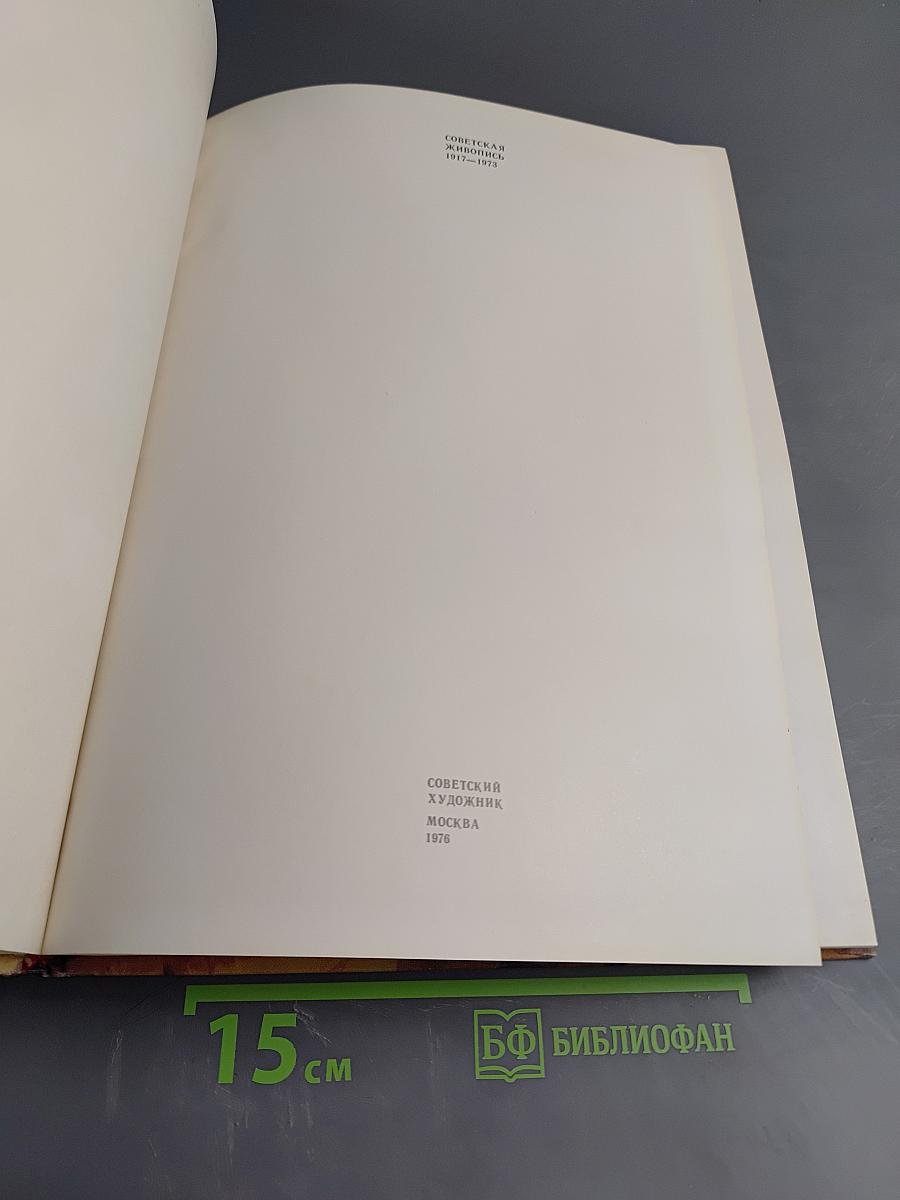 СОВЕТСКАЯ
ЖИВОПИСЬ
1917—1973
СОВЕТСКИЙ
ХУДОЖНИК
МОСКВА
1976
15 см
БФ БИБЛИОФАН